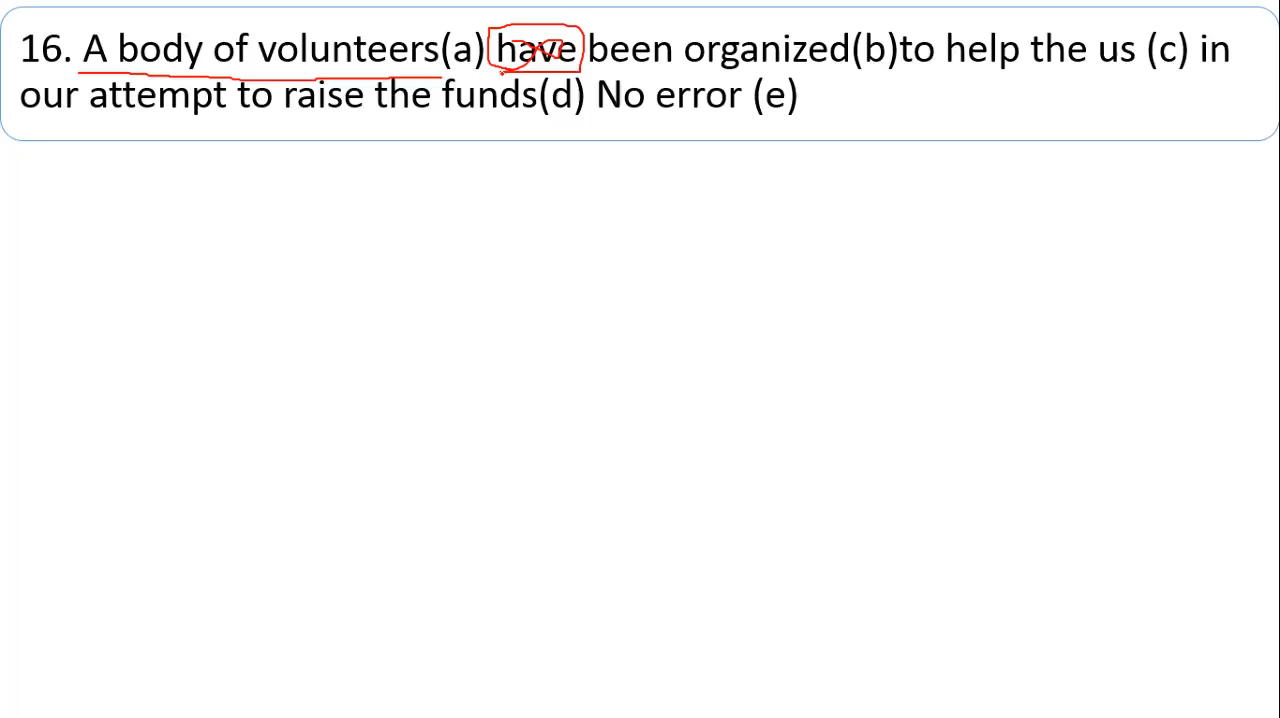 16. A body of volunteers(a) have been organized(b)to help the us (c) in
our attempt to raise the funds(d) No error (e)